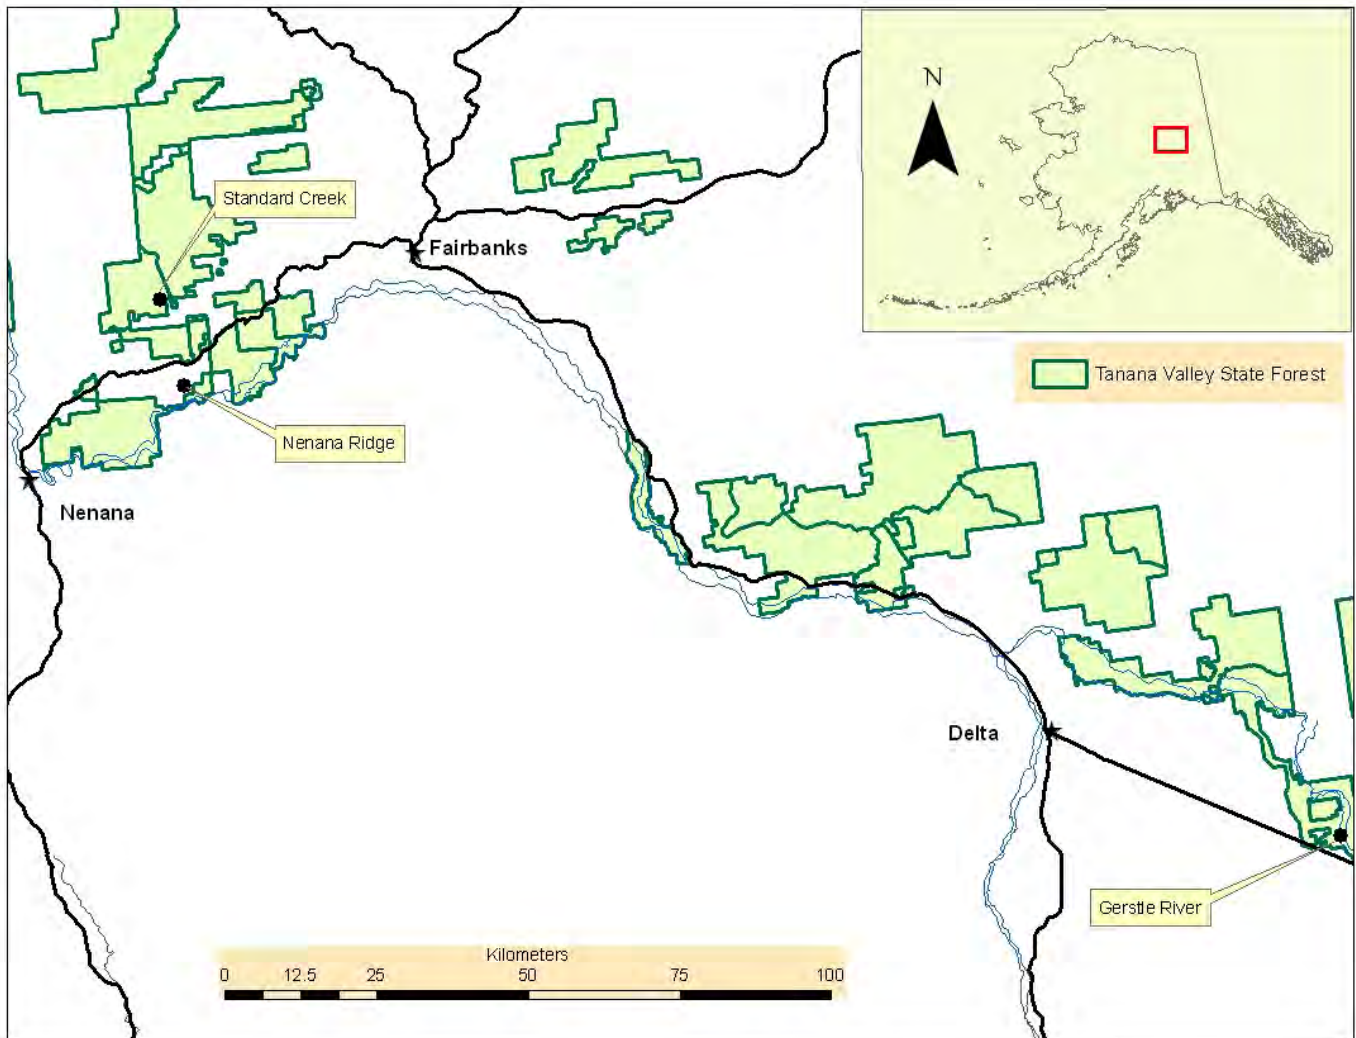 N
Standard Creek
Fairbanks
Tanana Valley State Forest
Nenana Ridge
Nenana
Delta
Gerstle River
Kilometers
0 12.5 25 50 75 100